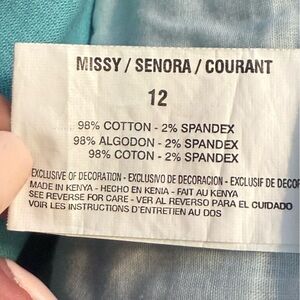 MISSY / SENORA / COURANT
12
98% COTTON - 2% SPANDEX
98% ALGODON - 2% SPANDEX
98% COTON - 2% SPANDEX
EXCLUSIVE OF DECORATION - EXCLUSIVO DE DECORACION - EXCLUSIF DE DECOR
MADE IN KENYA - HECHO EN KENIA - FAIT AU KENYA
SEE REVERSE FOR CARE - VER AL REVERSO PARA EL CUIDADO
VOIR LES INSTRUCTIONS D'ENTRETIEN AU DOS